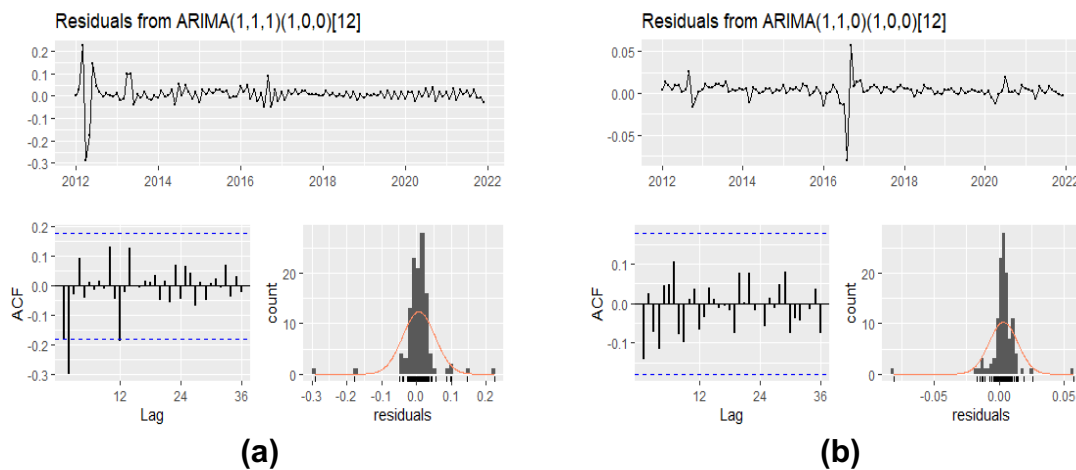 Residuals from ARIMA(1,1,1)(1,0,0)[12]
0.2
0.1
0.0
-0.1
-0.2
-0.3
2012 2014 2016 2018 2020 2022
0.2
0.1
0.0
-0.1
-0.2
-0.3
ACF
12 24 36
Lag
20
10
0
count
-0.3 -0.2 -0.1 0.0 0.1 0.2
residuals
(a)
Residuals from ARIMA(1,1,0)(1,0,0)[12]
0.05
0.00
-0.05
2012 2014 2016 2018 2020 2022
0.1
0.0
-0.1
ACF
12 24 36
Lag
20
10
0
count
-0.05 0.00 0.05
residuals
(b)